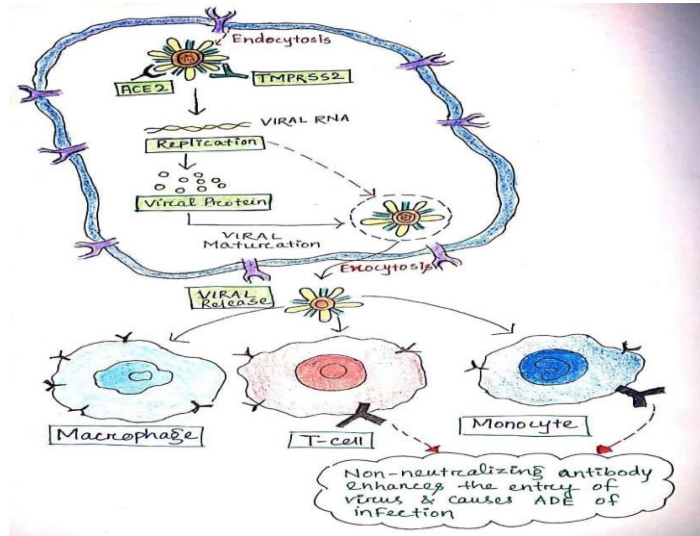 Endocytosis
ACE2
TMPRSS2
VIRAL RNA
Replication
Viral Protein
VIRAL
Maturation
Exocytosis
VIRAL
Release
Macrophage
T-cell
Monocyte
Non-neutralizing antibody
enhances the entry of
virus & causes ADE of
infection